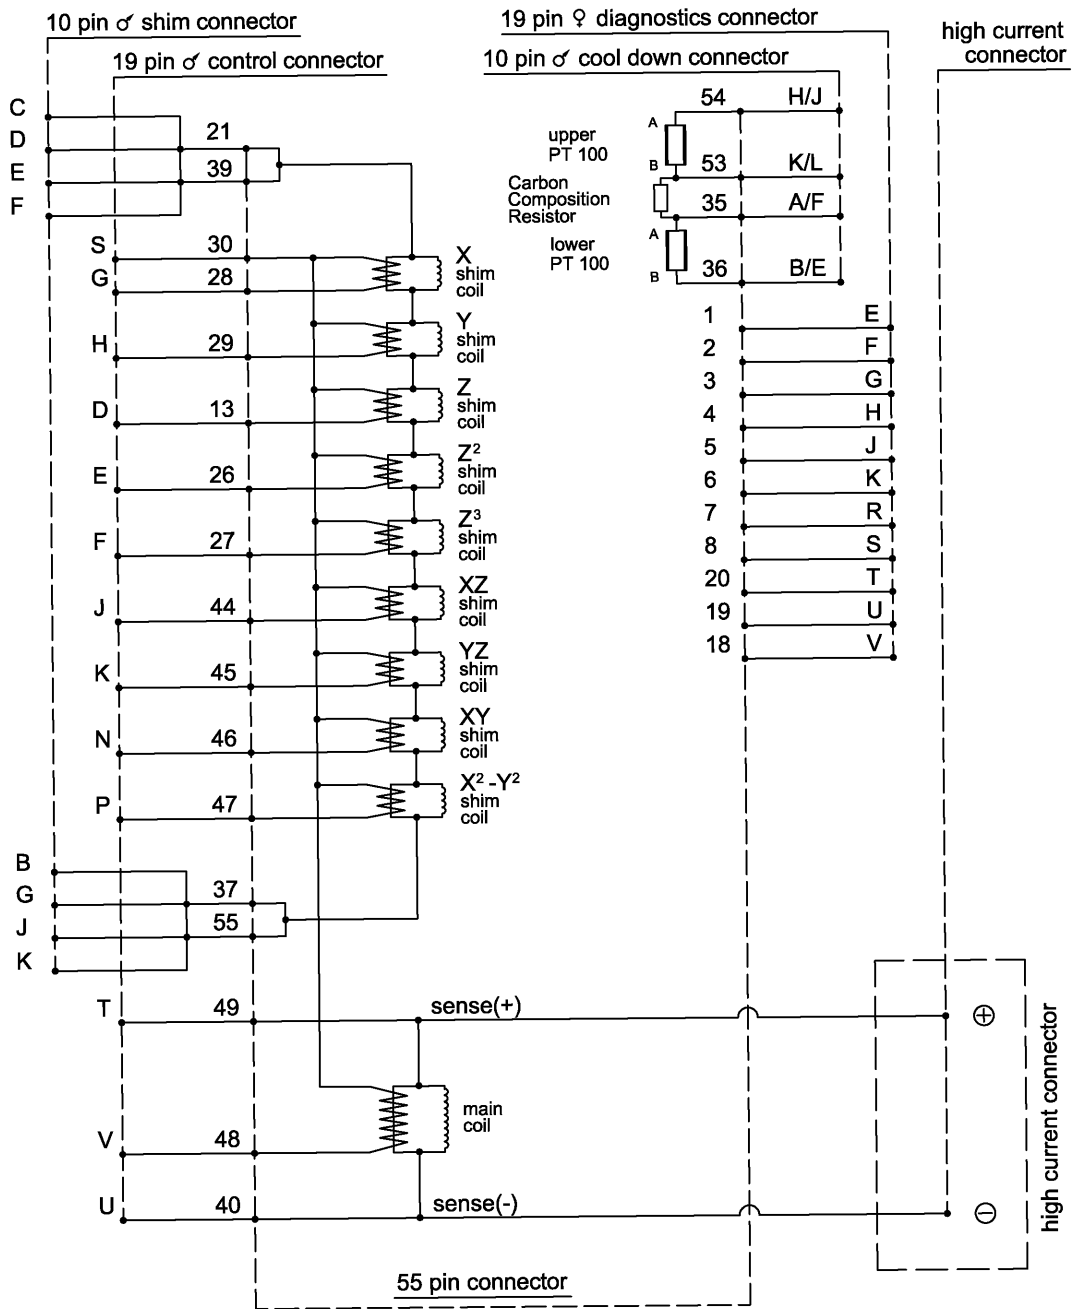 10 pin ♂ shim connector
19 pin ♂ control connector
19 pin ♀ diagnostics connector
10 pin ♂ cool down connector
high current
connector
C
D
E
F
21
39
S 30
G 28
X
shim
coil
H 29
Y
shim
coil
D 13
Z
shim
coil
E 26
Z²
shim
coil
F 27
Z³
shim
coil
J 44
XZ
shim
coil
K 45
YZ
shim
coil
N 46
XY
shim
coil
P 47
X² -Y²
shim
coil
B
G
J
K
37
55
T 49 sense(+)
main
coil
V 48
U 40 sense(-)
upper
PT 100
A
B
Carbon
Composition
Resistor
lower
PT 100
A
B
54 H/J
53 K/L
35 A/F
36 B/E
1 E
2 F
3 G
4 H
5 J
6 K
7 R
8 S
20 T
19 U
18 V
+
−
high current connector
55 pin connector